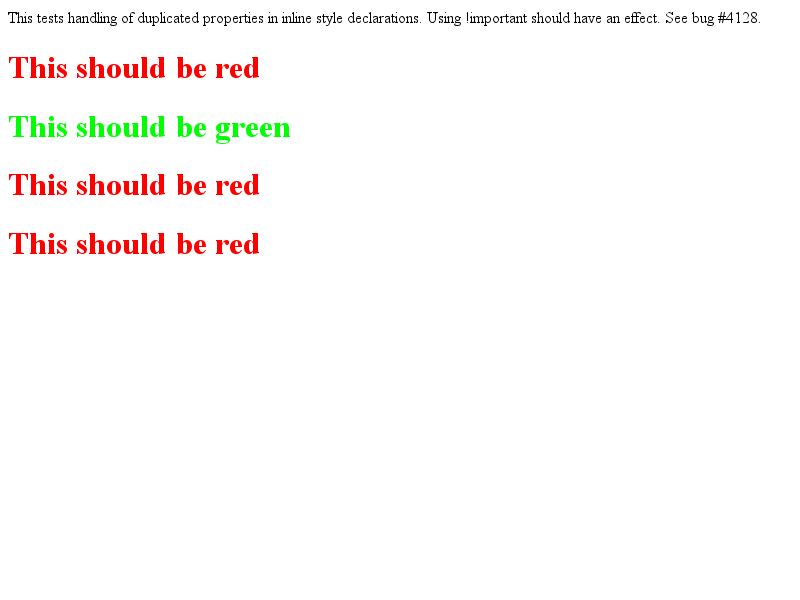 This tests handling of duplicated properties in inline style declarations. Using !important should have an effect. See bug #4128.
This should be red
This should be green
This should be red
This should be red